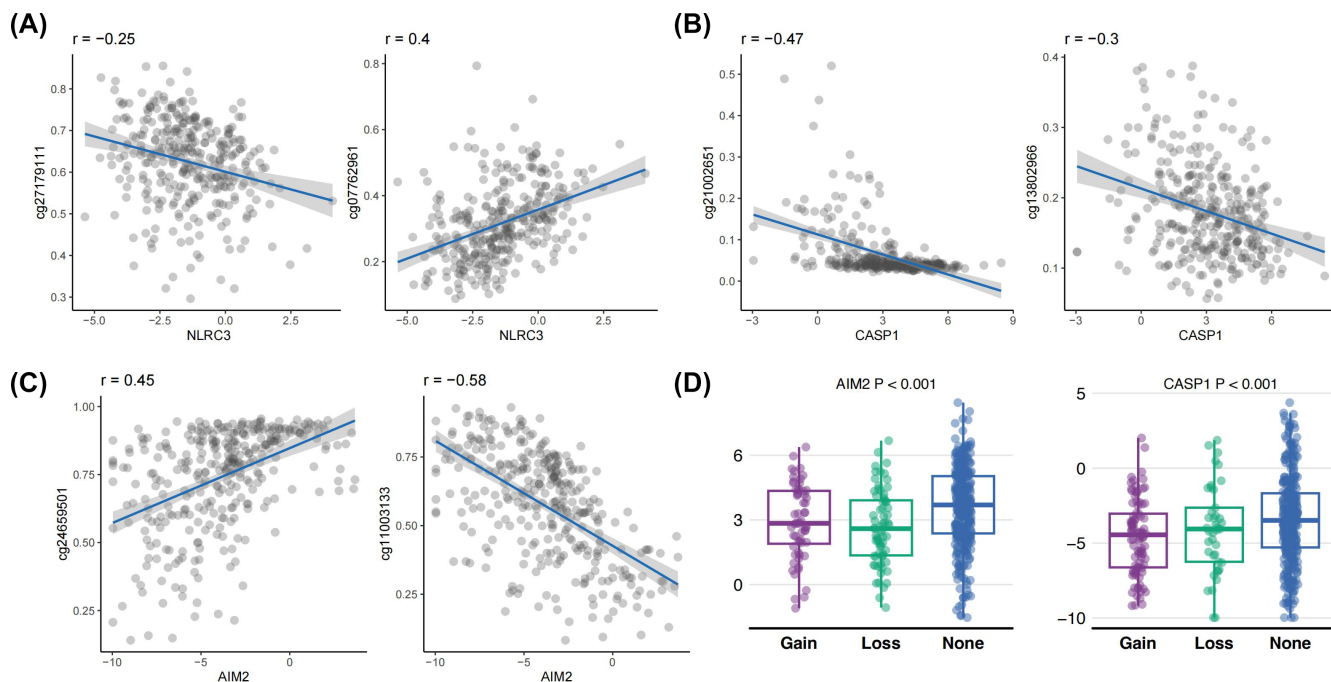 (A)
r = −0.25
cg27179111
0.8
0.7
0.6
0.5
0.4
0.3
−5.0
−2.5
0.0
2.5
NLRC3
r = 0.4
cg07762961
0.8
0.6
0.4
0.2
−5.0
−2.5
0.0
2.5
NLRC3
(B)
r = −0.47
cg21002651
0.5
0.4
0.3
0.2
0.1
0.0
−3
0
3
6
9
CASP1
r = −0.3
cg13802966
0.4
0.3
0.2
0.1
−3
0
3
6
CASP1
(C)
r = 0.45
cg24659501
1.00
0.75
0.50
0.25
−10
−5
0
AIM2
r = −0.58
cg11003133
0.75
0.50
0.25
−10
−5
0
AIM2
(D)
AIM2 P < 0.001
6
3
0
Gain
Loss
None
CASP1 P < 0.001
5
0
−5
−10
Gain
Loss
None